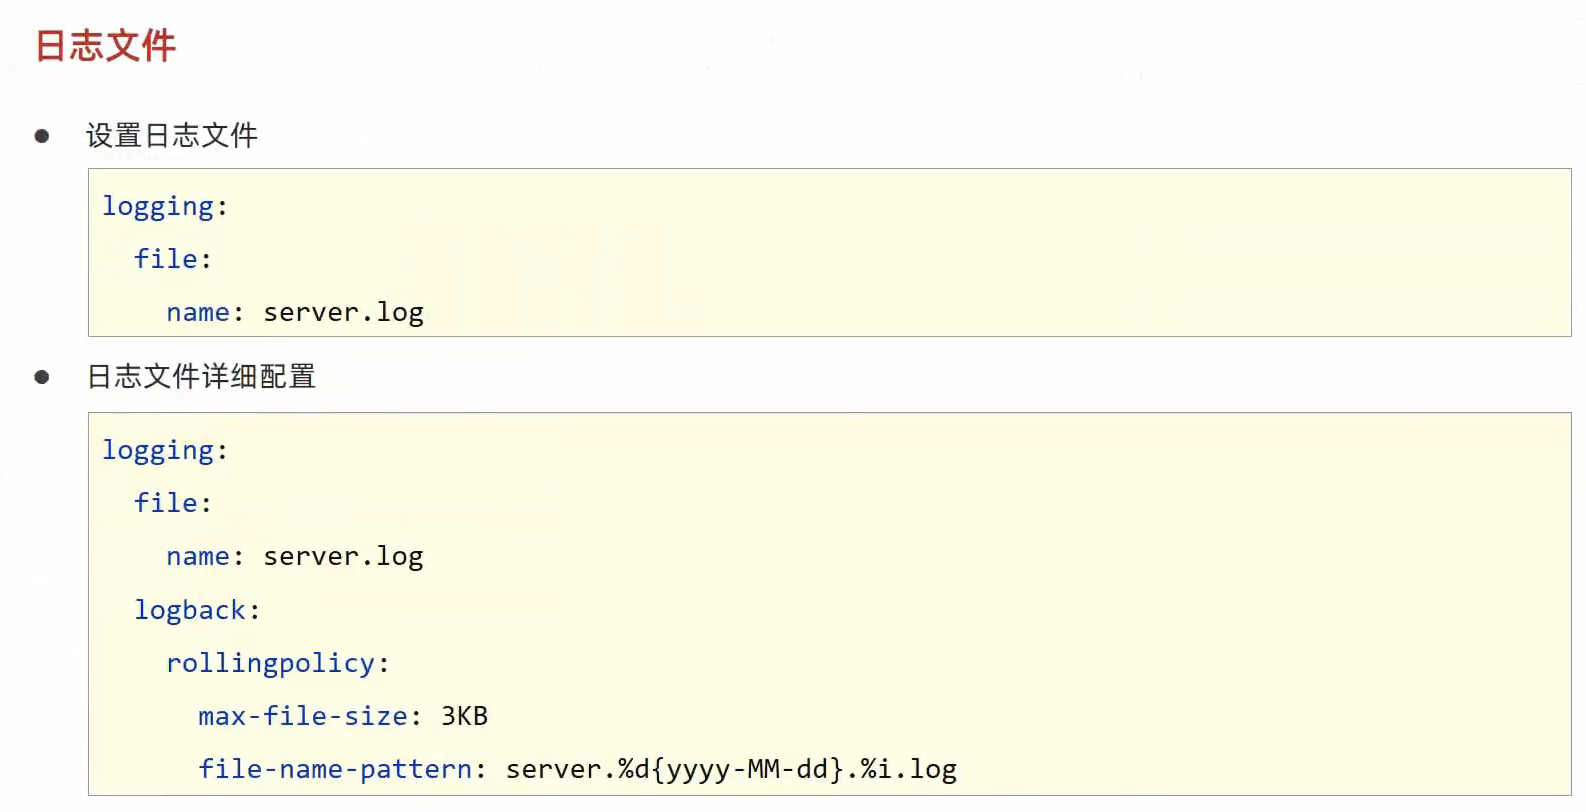 日志文件
● 设置日志文件
logging:
  file:
    name: server.log
● 日志文件详细配置
logging:
  file:
    name: server.log
  logback:
    rollingpolicy:
      max-file-size: 3KB
      file-name-pattern: server.%d{yyyy-MM-dd}.%i.log